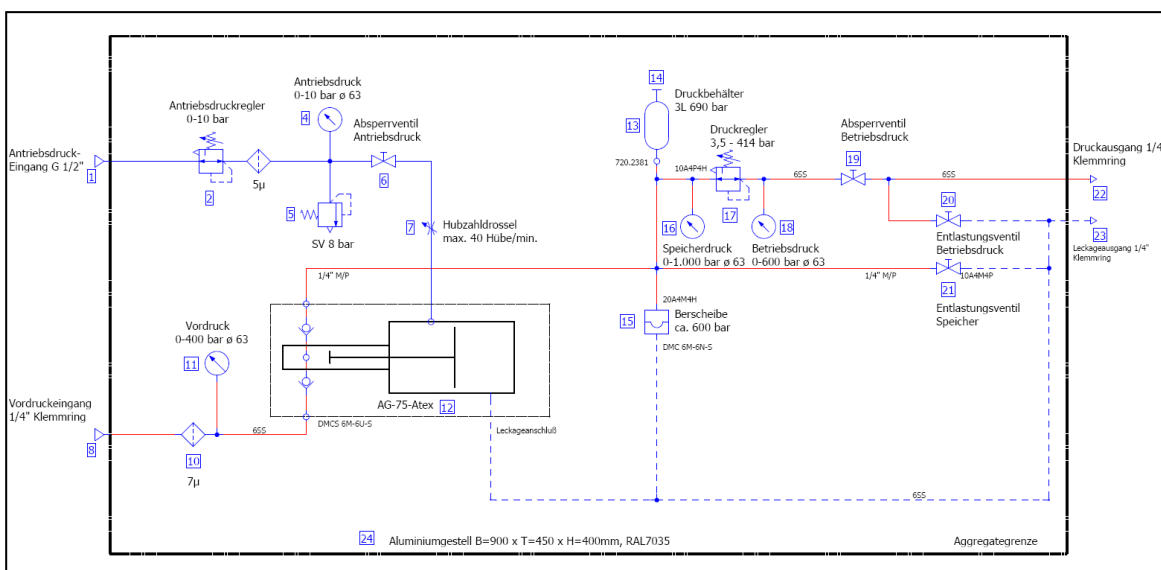 Antriebsdruck
0-10 bar ø 63
4
Antriebsdruckregler
0-10 bar
Absperrventil
Antriebsdruck
Antriebsdruck-
Eingang G 1/2"
1
2
5µ
6
5
SV 8 bar
7
Hubzahldrossel
max. 40 Hübe/min.
14
Druckbehälter
3L 690 bar
13
Druckregler
3,5 - 414 bar
720.2381
10A4P4H
17
16
Speicherdruck
0-1.000 bar ø 63
18
Betriebsdruck
0-600 bar ø 63
6SS
Absperrventil
Betriebsdruck
19
6SS
Druckausgang 1/4"
Klemmring
22
20
Entlastungsventil
Betriebsdruck
23
Leckageausgang 1/4"
Klemmring
1/4" M/P
1/4" M/P
10A4M4P
21
Entlastungsventil
Speicher
20A4M4H
15
Berscheibe
ca. 600 bar
DMC 6M-6N-S
Vordruck
0-400 bar ø 63
11
AG-75-Atex
12
DMCS 6M-6U-S
Leckageanschluß
Vordruckeingang
1/4" Klemmring
8
10
7µ
6SS
6SS
24
Aluminiumgestell B=900 x T=450 x H=400mm, RAL7035
Aggregategrenze